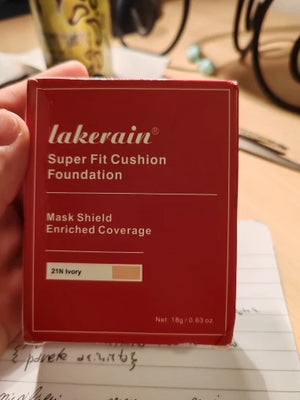 lakerain®
Super Fit Cushion
Foundation
Mask Shield
Enriched Coverage
21N Ivory
Net: 18g / 0.63 oz